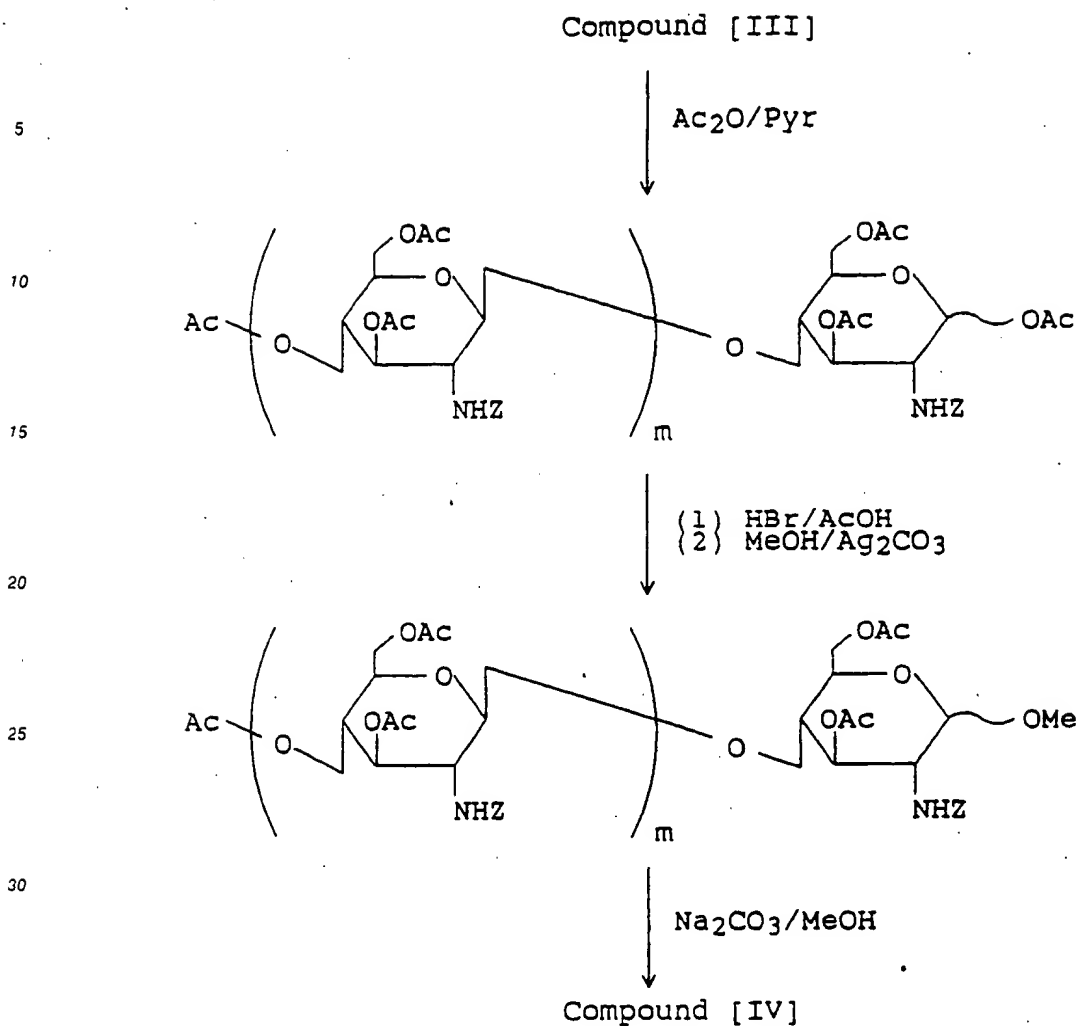 Compound [III]
5
Ac2O/Pyr
OAc OAc
10
O O
Ac O OAc O OAc OAc
NHZ NHZ
15
m
(1) HBr/AcOH
(2) MeOH/Ag2CO3
20
OAc OAc
O O
25
Ac O OAc O OAc OMe
NHZ NHZ
m
30
Na2CO3/MeOH
Compound [IV]